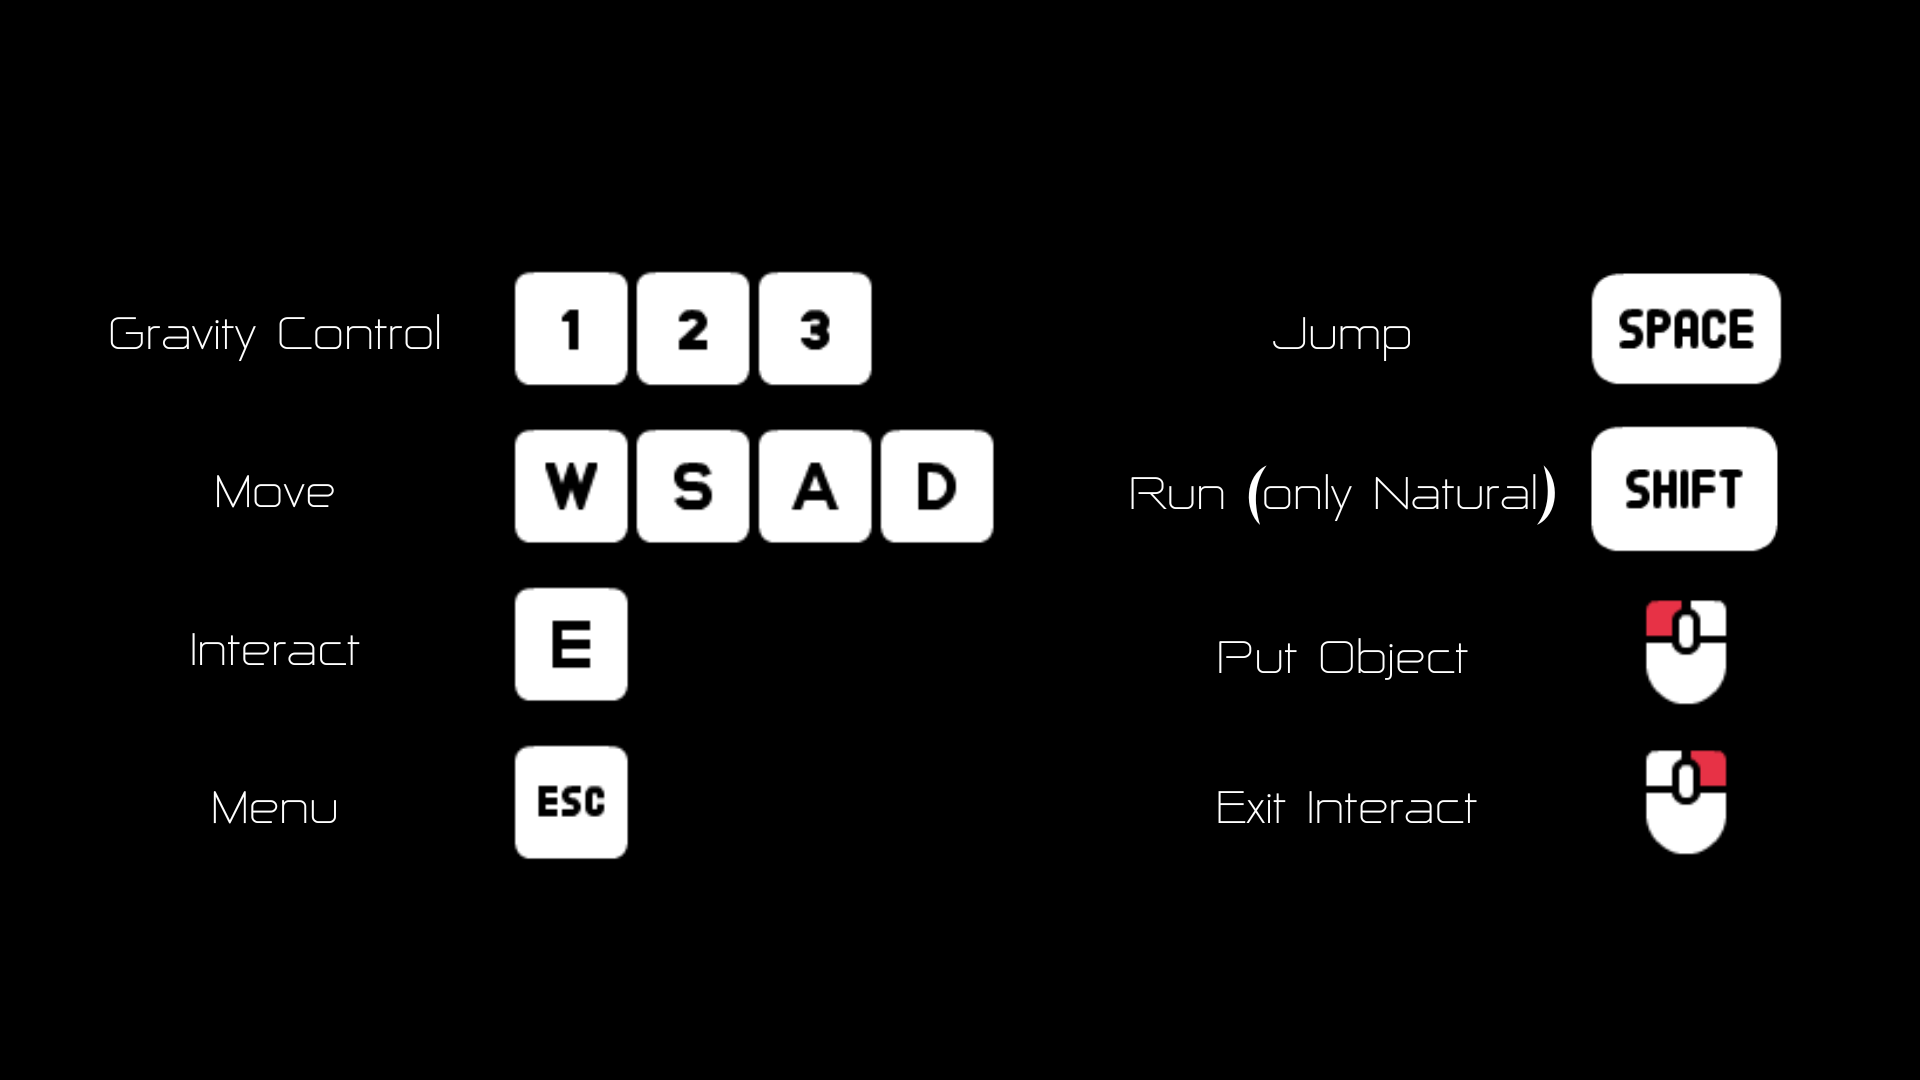 Gravity Control 1 2 3
Jump SPACE
Move W S A D
Run (only Natural) SHIFT
Interact E
Put Object
Menu ESC
Exit Interact